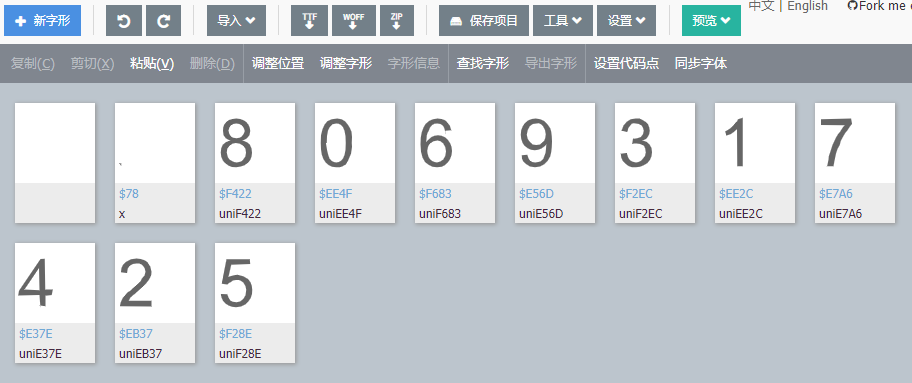 中文 | English Fork me
新字形 导入 TTF WOFF ZIP 保存项目 工具 设置 预览
复制(C) 剪切(X) 粘贴(V) 删除(D) 调整位置 调整字形 字形信息 查找字形 导出字形 设置代码点 同步字体
8 0 6 9 3 1 7
$78 $F422 $EE4F $F683 $E56D $F2EC $EE2C $E7A6
x uniF422 uniEE4F uniF683 uniE56D uniF2EC uniEE2C uniE7A6
4 2 5
$E37E $EB37 $F28E
uniE37E uniEB37 uniF28E